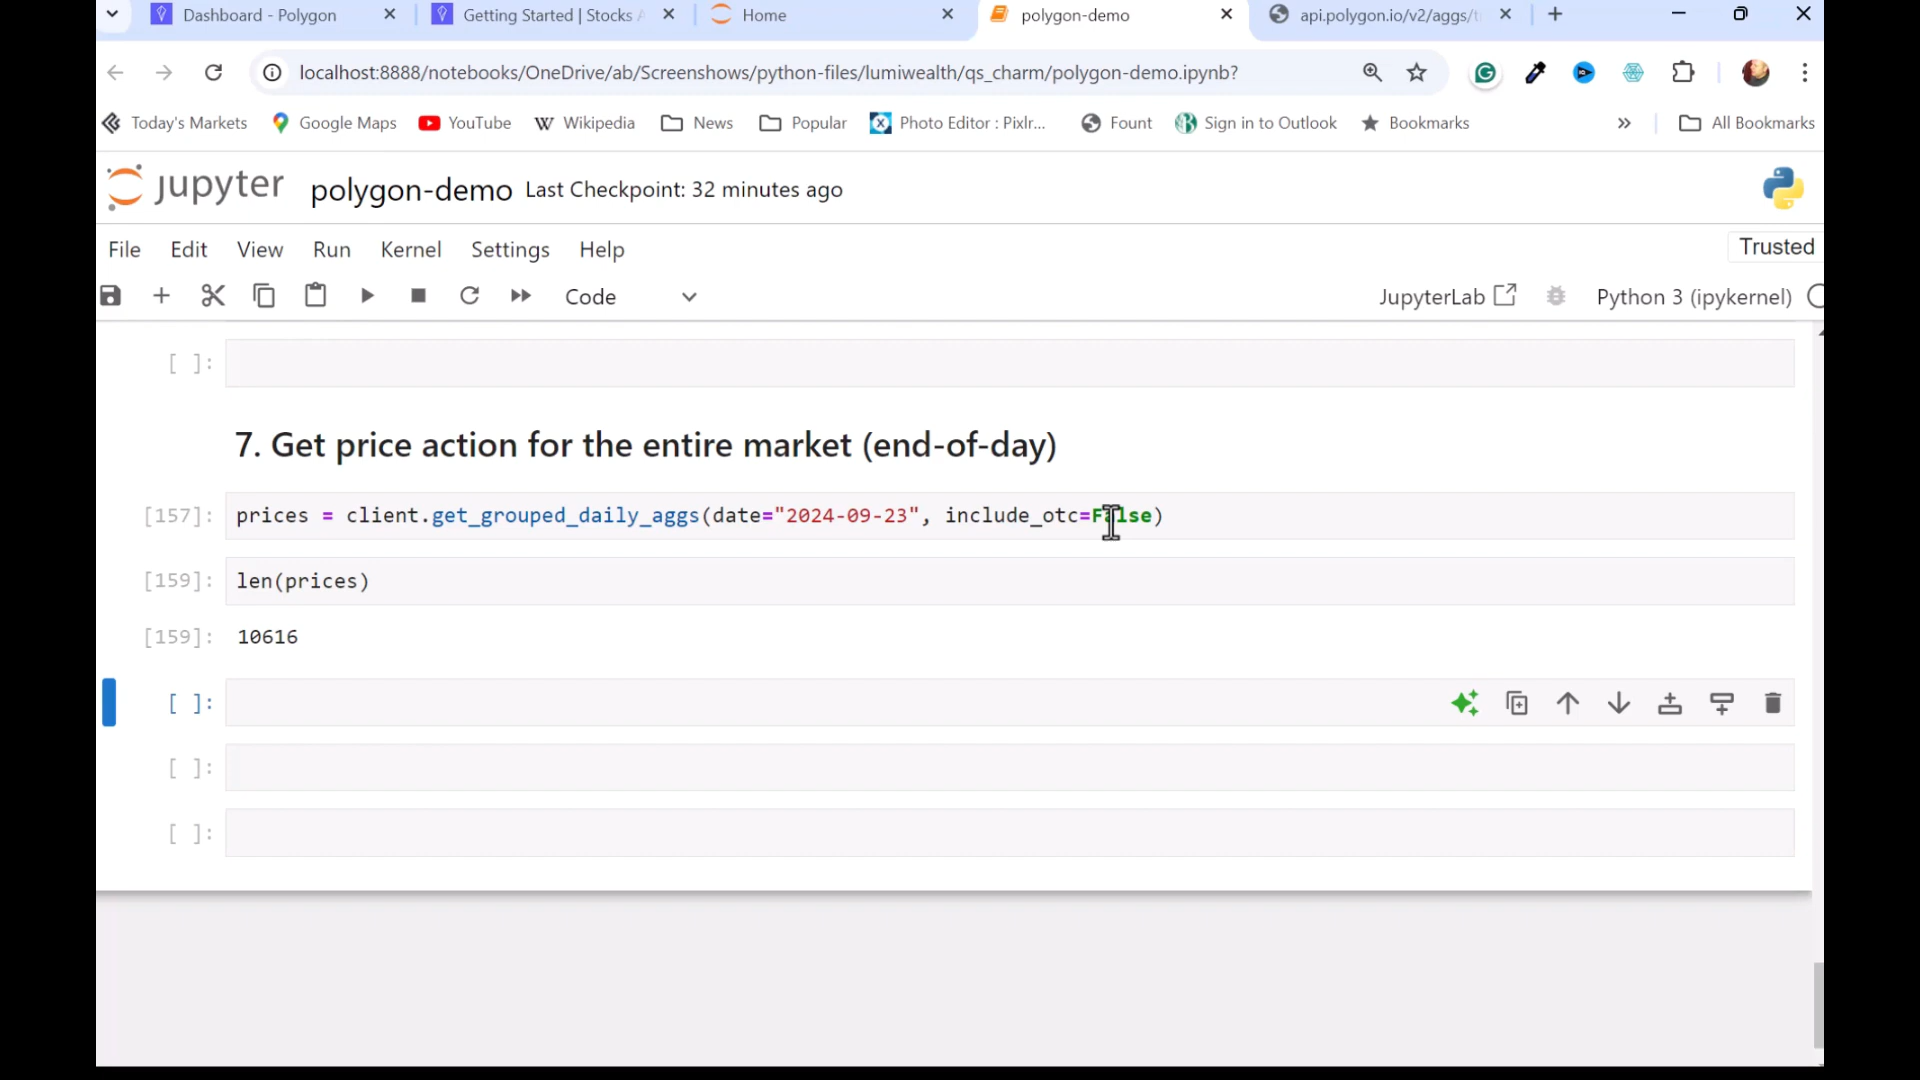 Dashboard - Polygon
Getting Started | Stocks A
Home
polygon-demo
api.polygon.io/v2/aggs/ti
localhost:8888/notebooks/OneDrive/ab/Screenshows/python-files/lumiwealth/qs_charm/polygon-demo.ipynb?
Today's Markets
Google Maps
YouTube
Wikipedia
News
Popular
Photo Editor : Pixlr...
Fount
Sign in to Outlook
Bookmarks
All Bookmarks
jupyter
polygon-demo
Last Checkpoint: 32 minutes ago
File Edit View Run Kernel Settings Help
Trusted
Code
JupyterLab
Python 3 (ipykernel)
[ ]:
7. Get price action for the entire market (end-of-day)
[157]: prices = client.get_grouped_daily_aggs(date="2024-09-23", include_otc=False)
[159]: len(prices)
[159]: 10616
[ ]:
[ ]:
[ ]: